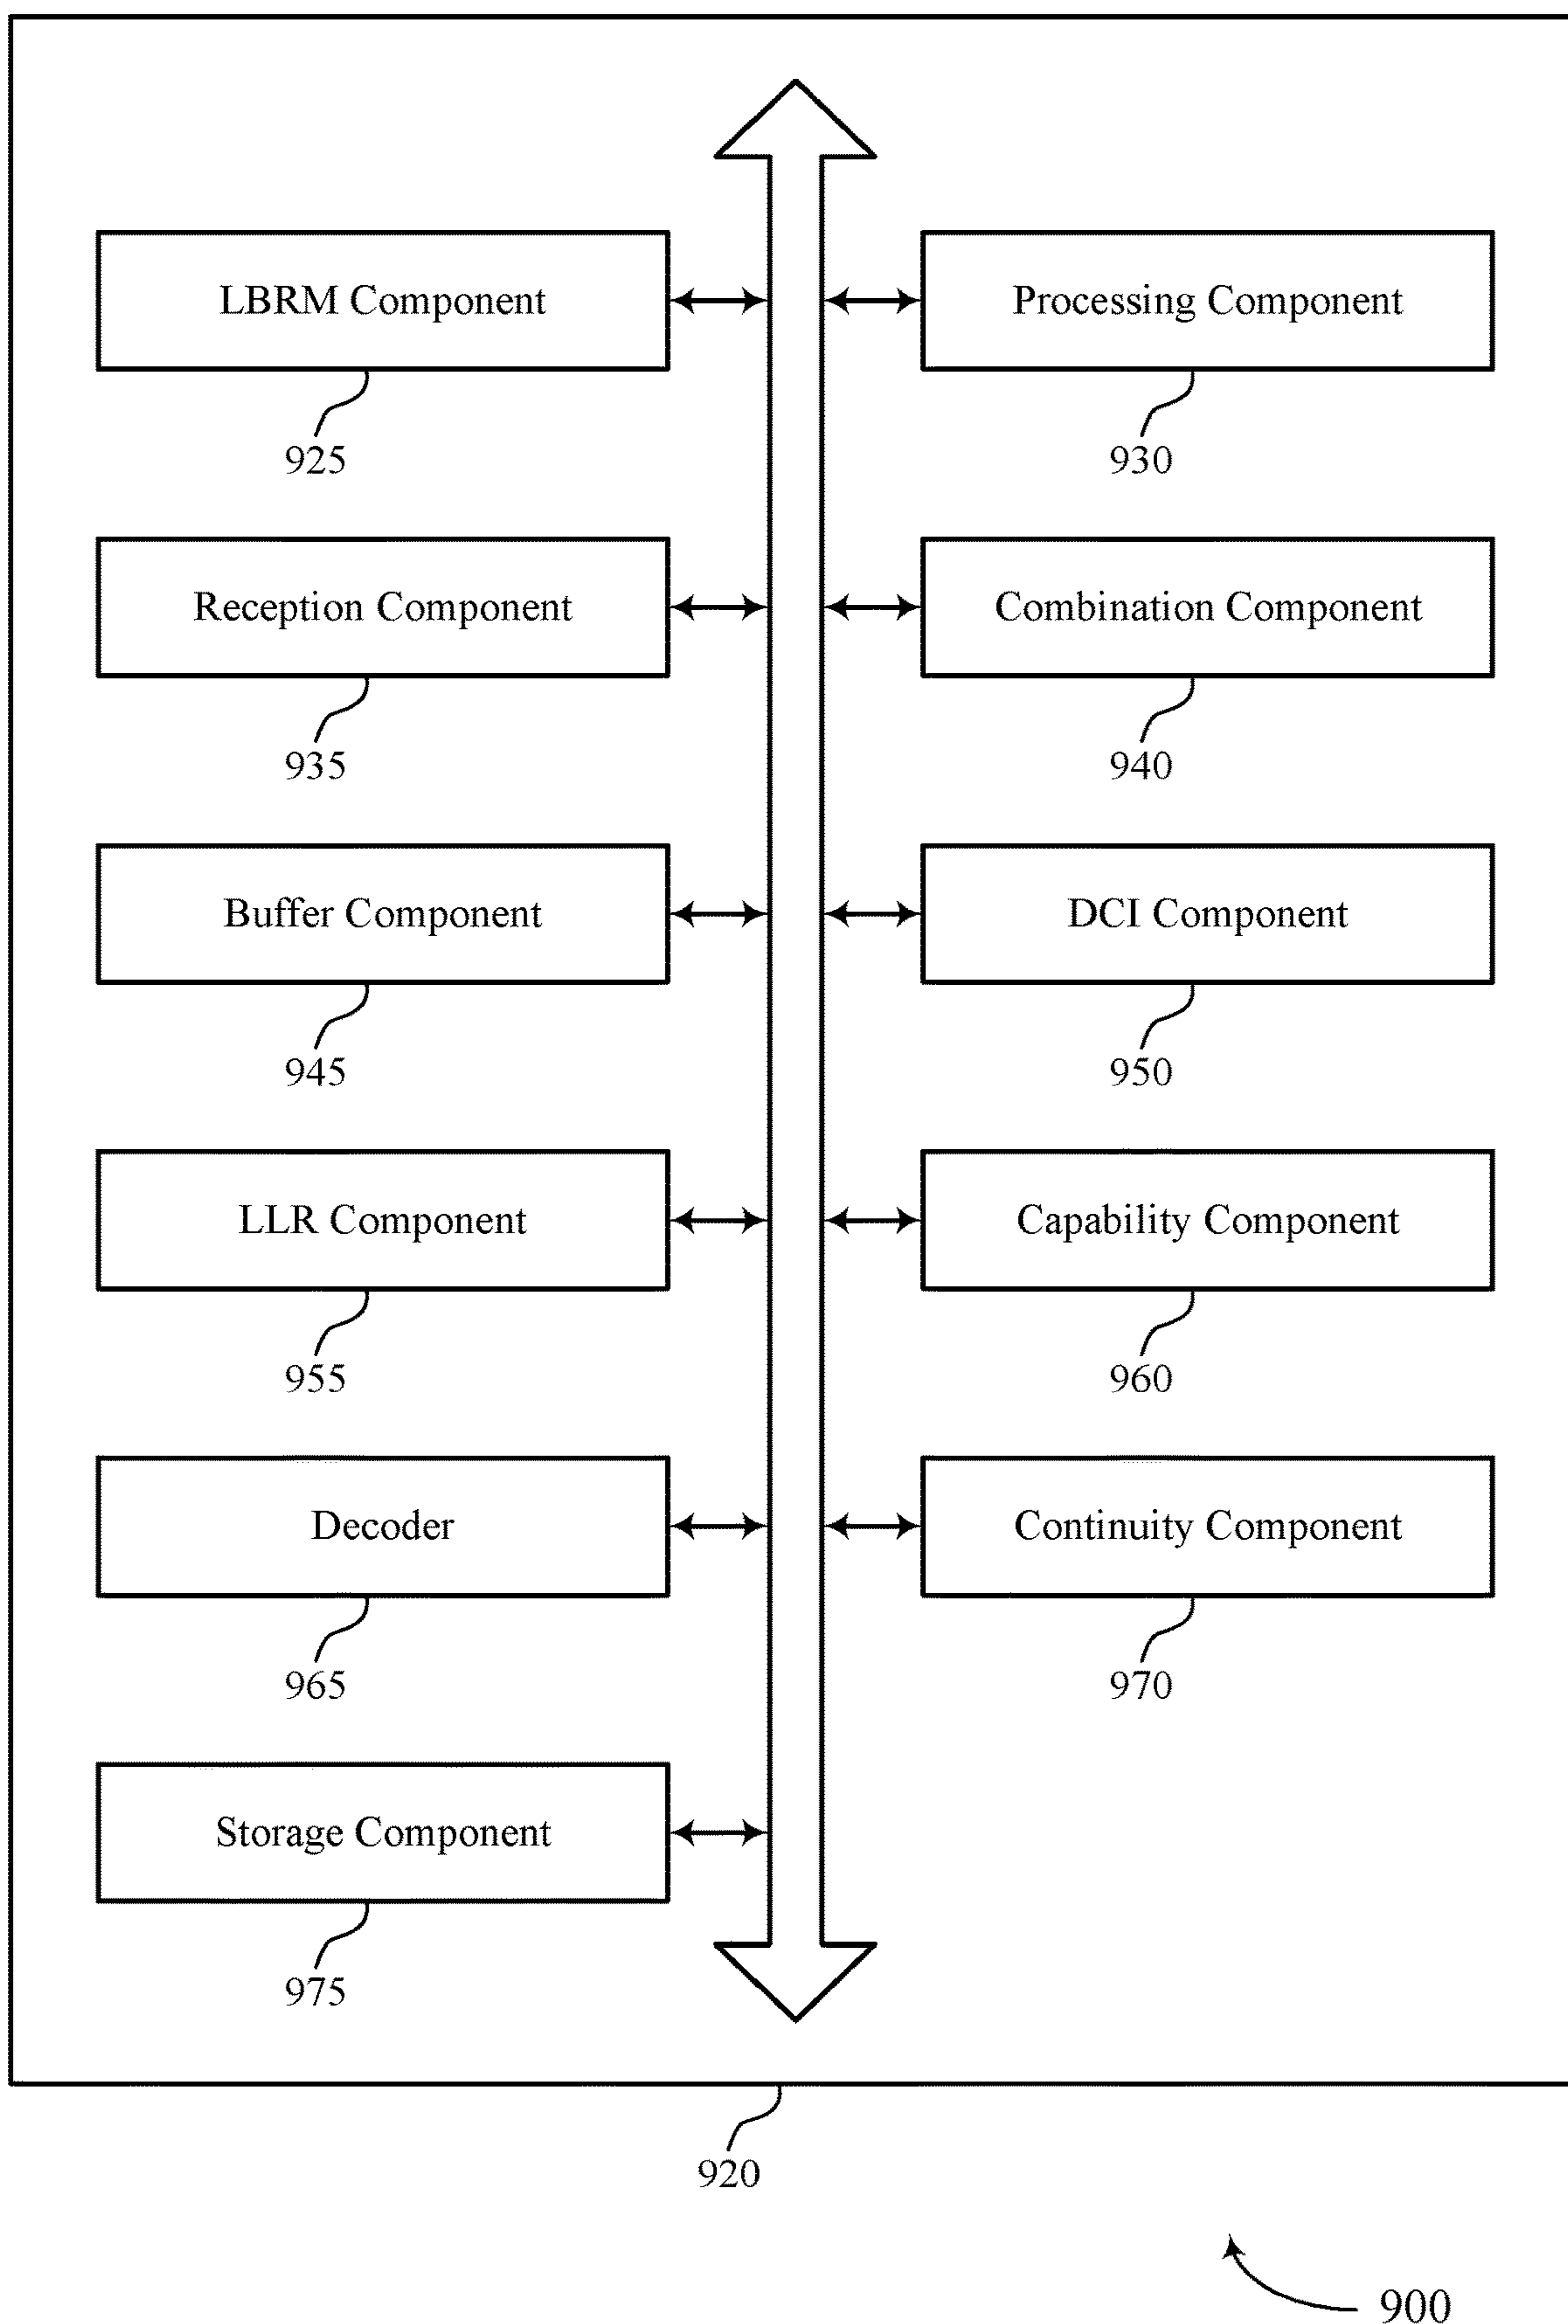 LBRM Component
Processing Component
925
930
Reception Component
Combination Component
935
940
Buffer Component
DCI Component
945
950
LLR Component
Capability Component
955
960
Decoder
Continuity Component
965
970
Storage Component
975
920
900